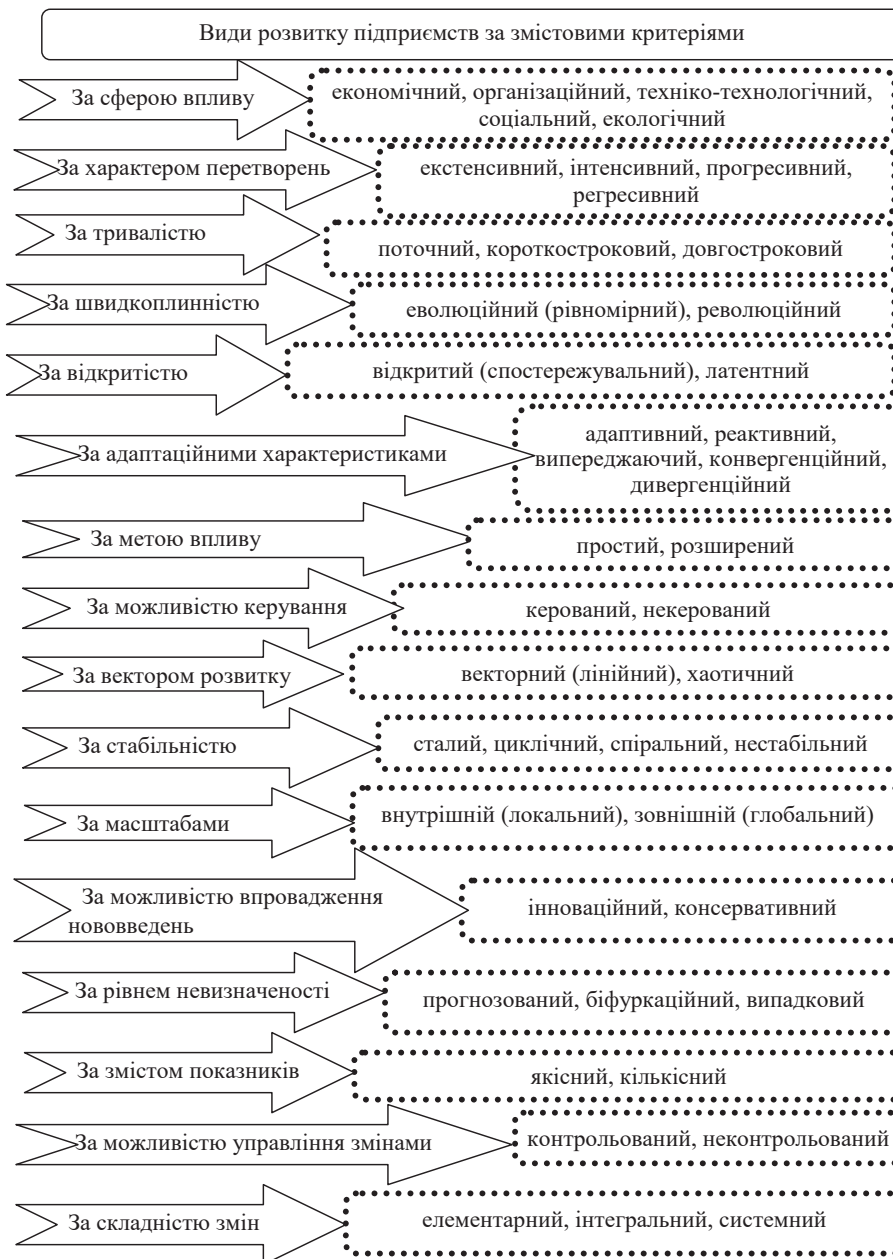 Види розвитку підприємств за змістовими критеріями
За сферою впливу
економічний, організаційний, техніко-технологічний,
соціальний, екологічний
За характером перетворень
екстенсивний, інтенсивний, прогресивний,
регресивний
За тривалістю
поточний, короткостроковий, довгостроковий
За швидкоплинністю
еволюційний (рівномірний), революційний
За відкритістю
відкритий (спостережувальний), латентний
За адаптаційними характеристиками
адаптивний, реактивний,
випереджаючий, конвергенційний,
дивергенційний
За метою впливу
простий, розширений
За можливістю керування
керований, некерований
За вектором розвитку
векторний (лінійний), хаотичний
За стабільністю
сталий, циклічний, спіральний, нестабільний
За масштабами
внутрішній (локальний), зовнішній (глобальний)
За можливістю впровадження
нововведень
інноваційний, консервативний
За рівнем невизначеності
прогнозований, біфуркаційний, випадковий
За змістом показників
якісний, кількісний
За можливістю управління змінами
контрольований, неконтрольований
За складністю змін
елементарний, інтегральний, системний